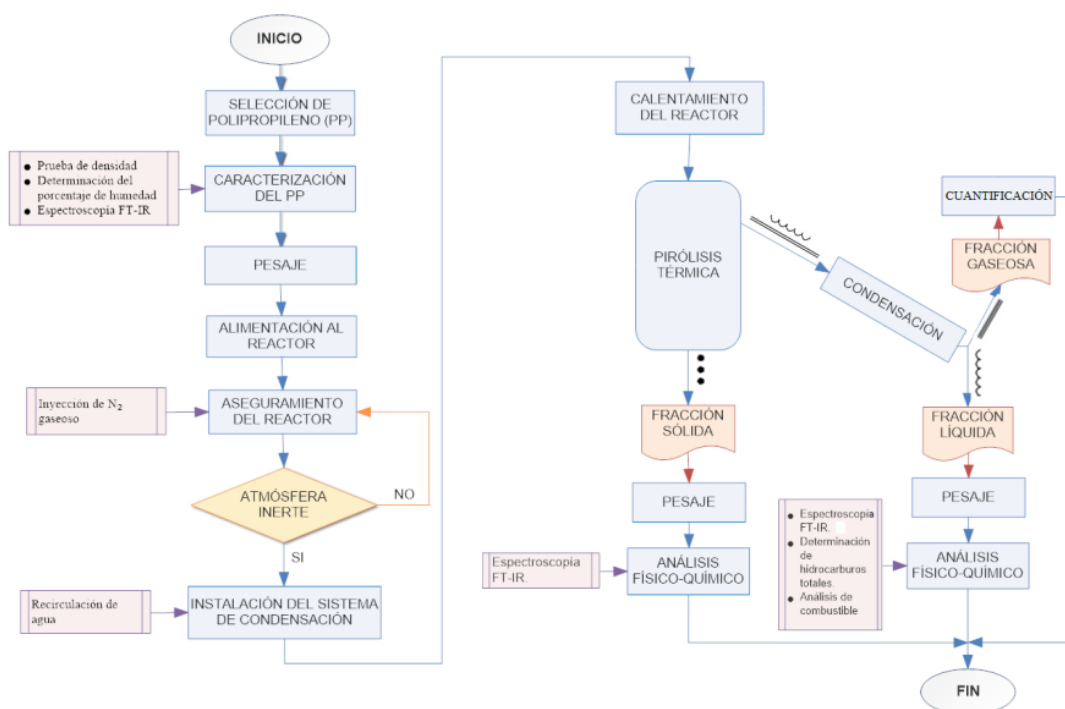 INICIO
SELECCIÓN DE
POLIPROPILENO (PP)
● Prueba de densidad
● Determinación del
porcentaje de humedad
● Espectroscopía FT-IR
CARACTERIZACIÓN
DEL PP
PESAJE
ALIMENTACIÓN AL
REACTOR
Inyección de N₂
gaseoso
ASEGURAMIENTO
DEL REACTOR
ATMÓSFERA
INERTE
NO
SI
Recirculación de
agua
INSTALACIÓN DEL SISTEMA
DE CONDENSACIÓN
CALENTAMIENTO
DEL REACTOR
PIRÓLISIS
TÉRMICA
CONDENSACIÓN
CUANTIFICACIÓN
FRACCIÓN
GASEOSA
FRACCIÓN
SÓLIDA
PESAJE
Espectroscopía
FT-IR.
ANÁLISIS
FÍSICO-QUÍMICO
FRACCIÓN
LÍQUIDA
PESAJE
● Espectroscopía
FT-IR.
● Determinación
de
hidrocarburos
totales.
● Análisis de
combustible
ANÁLISIS
FÍSICO-QUÍMICO
FIN